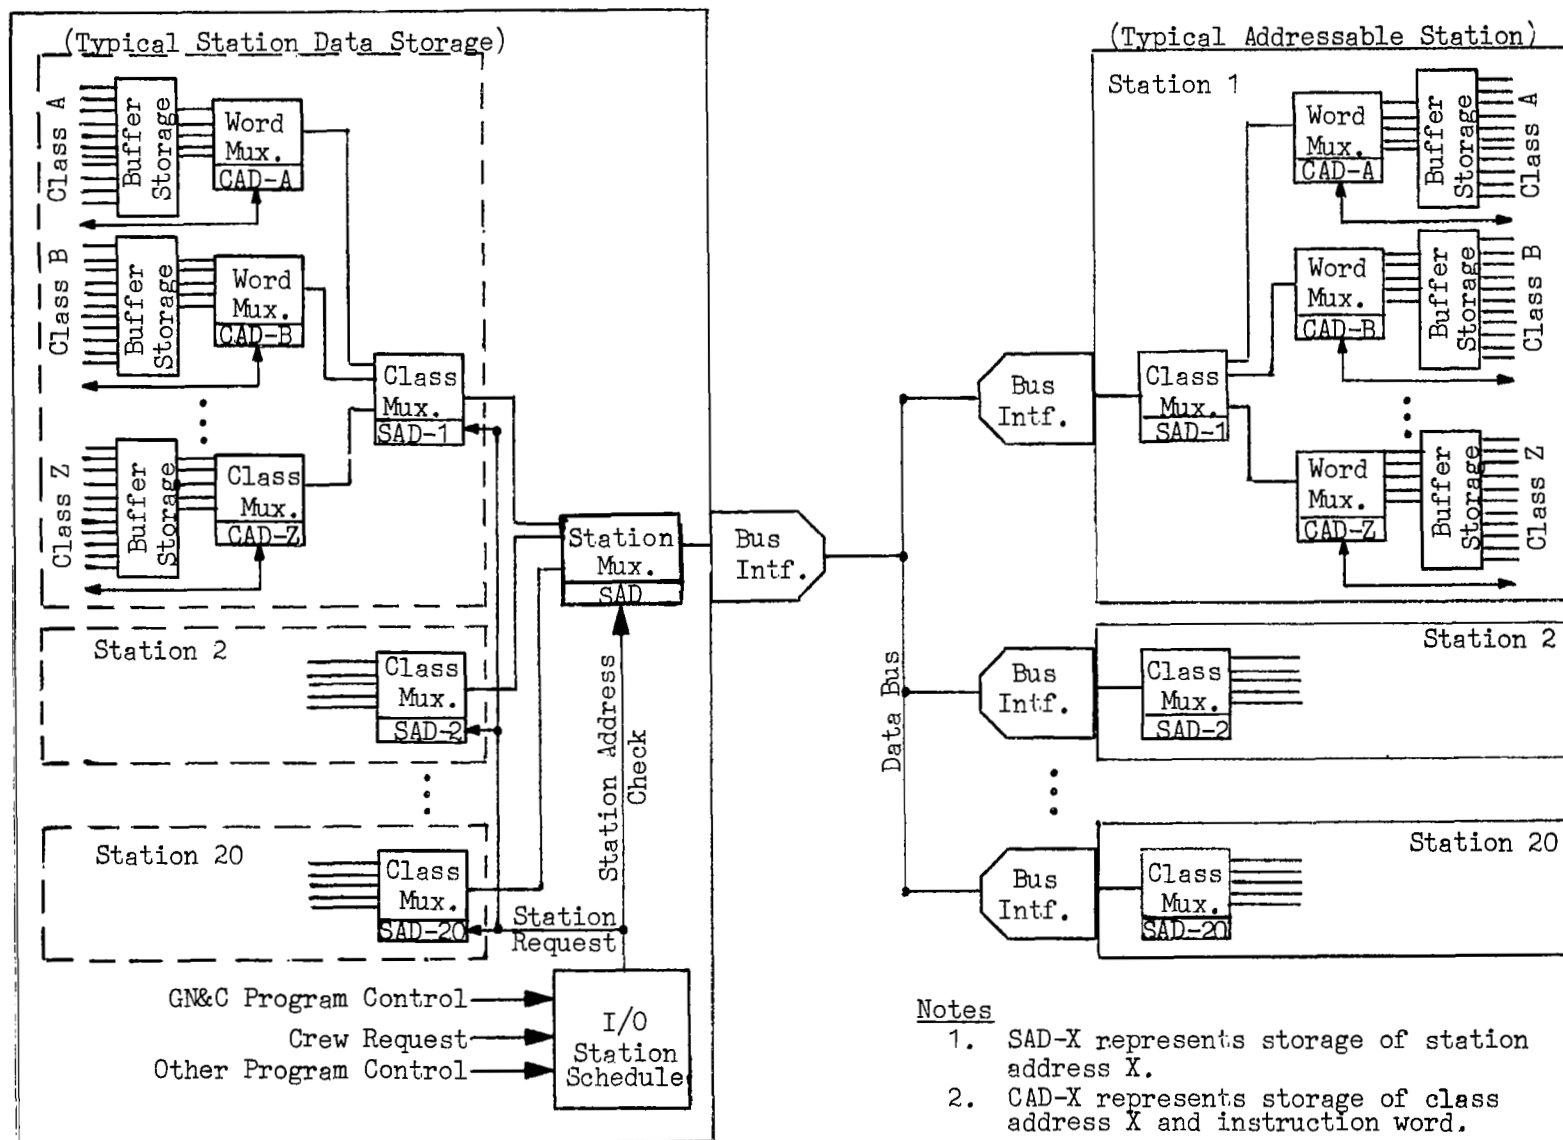 (Typical Station Data Storage)
Class A
Buffer
Storage
Word
Mux.
CAD-A
Class B
Buffer
Storage
Word
Mux.
CAD-B
Class Z
Buffer
Storage
Class
Mux.
CAD-Z
Class
Mux.
SAD-1
Station 2
Class
Mux.
SAD-2
Station 20
Class
Mux.
SAD-20
Station
Mux.
SAD
Station Address
Check
Station
Request
GN&C Program Control
Crew Request
Other Program Control
I/O
Station
Schedule
Bus
Intf.
Data Bus
(Typical Addressable Station)
Station 1
Bus
Intf.
Class
Mux.
SAD-1
Word
Mux.
CAD-A
Buffer
Storage
Class A
Word
Mux.
CAD-B
Buffer
Storage
Class B
Word
Mux.
CAD-Z
Buffer
Storage
Class Z
Station 2
Bus
Intf.
Class
Mux.
SAD-2
Station 20
Bus
Intf.
Class
Mux.
SAD-20
Notes
1. SAD-X represents storage of station
address X.
2. CAD-X represents storage of class
address X and instruction word.